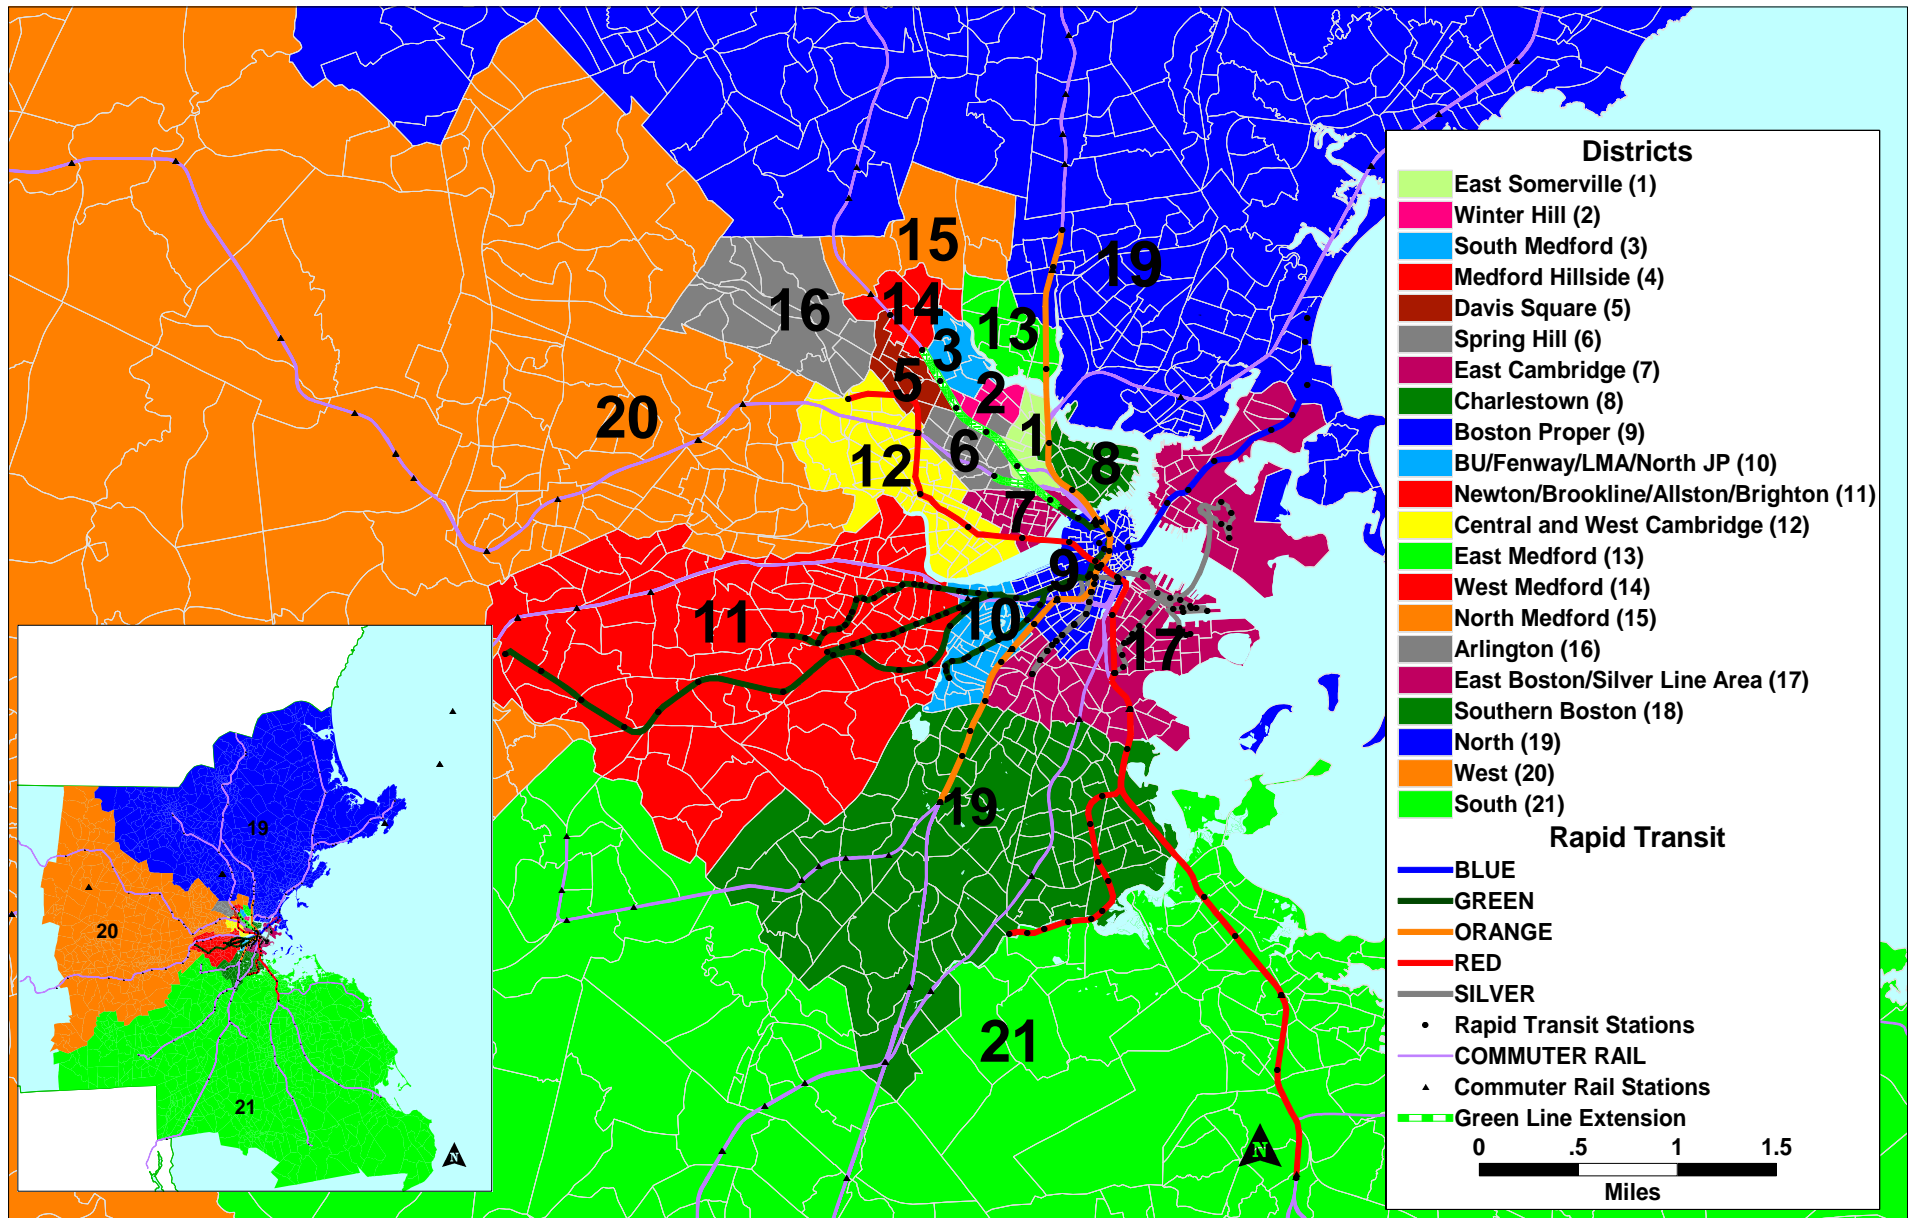 15
19
16
14
13
3
5
2
20
1
6
8
12
7
9
10
11
17
19
21
19
20
21
N
N
Districts
East Somerville (1)
Winter Hill (2)
South Medford (3)
Medford Hillside (4)
Davis Square (5)
Spring Hill (6)
East Cambridge (7)
Charlestown (8)
Boston Proper (9)
BU/Fenway/LMA/North JP (10)
Newton/Brookline/Allston/Brighton (11)
Central and West Cambridge (12)
East Medford (13)
West Medford (14)
North Medford (15)
Arlington (16)
East Boston/Silver Line Area (17)
Southern Boston (18)
North (19)
West (20)
South (21)
Rapid Transit
BLUE
GREEN
ORANGE
RED
SILVER
Rapid Transit Stations
COMMUTER RAIL
Commuter Rail Stations
Green Line Extension
0 .5 1 1.5
Miles